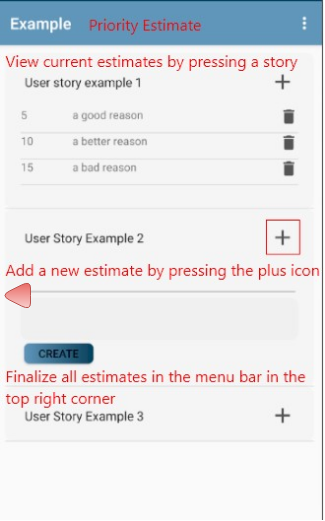 Example Priority Estimate
View current estimates by pressing a story
User story example 1
5 a good reason
10 a better reason
15 a bad reason
User Story Example 2
Add a new estimate by pressing the plus icon
CREATE
Finalize all estimates in the menu bar in the
top right corner
User Story Example 3